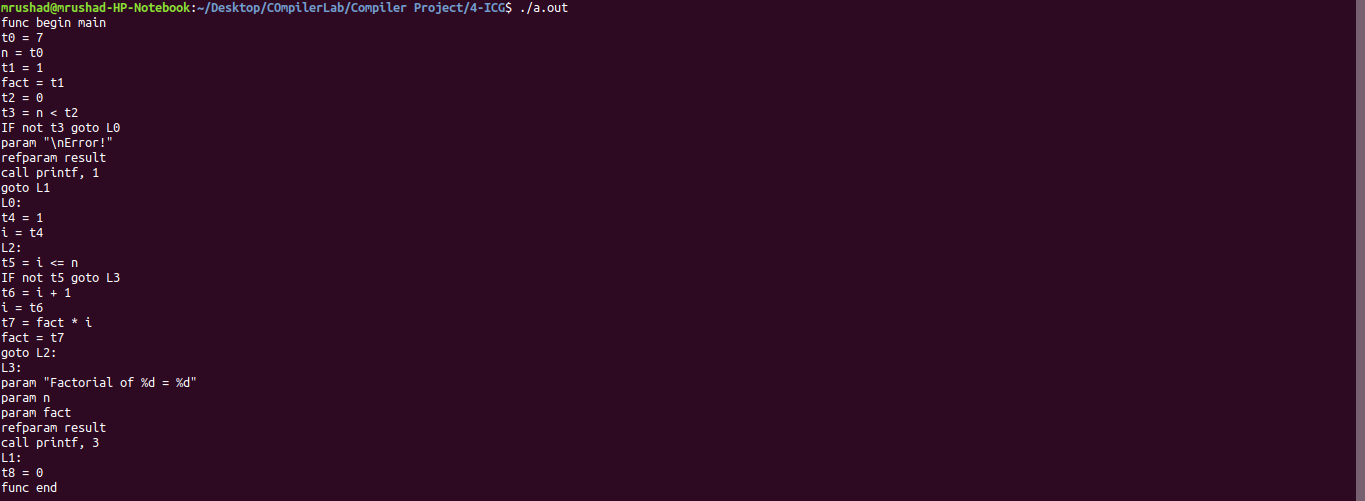 mrushad@mrushad-HP-Notebook:~/Desktop/COmpilerLab/Compiler Project/4-ICG$ ./a.out
func begin main
t0 = 7
n = t0
t1 = 1
fact = t1
t2 = 0
t3 = n < t2
IF not t3 goto L0
param "\nError!"
refparam result
call printf, 1
goto L1
L0:
t4 = 1
i = t4
L2:
t5 = i <= n
IF not t5 goto L3
t6 = i + 1
i = t6
t7 = fact * i
fact = t7
goto L2:
L3:
param "Factorial of %d = %d"
param n
param fact
refparam result
call printf, 3
L1:
t8 = 0
func end